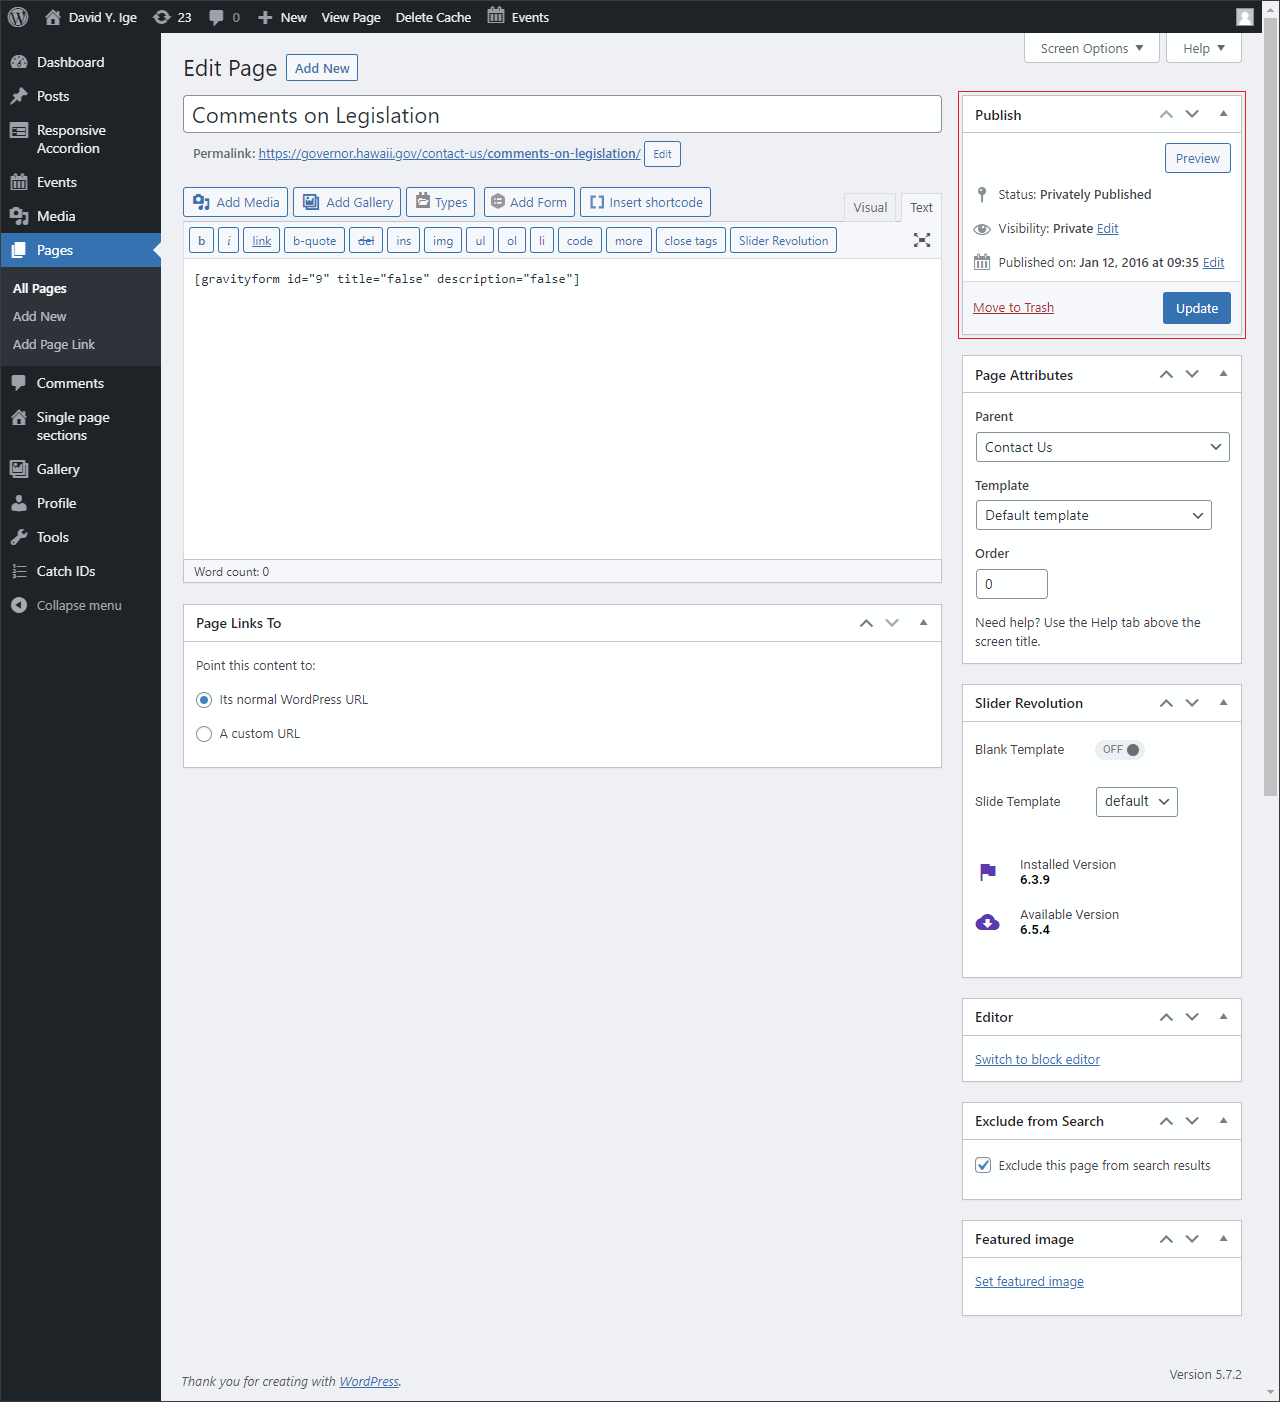 David Y. Ige 23 0 New View Page Delete Cache Events
Dashboard
Posts
Responsive
Accordion
Events
Media
Pages
All Pages
Add New
Add Page Link
Comments
Single page
sections
Gallery
Profile
Tools
Catch IDs
Collapse menu
Screen Options ▼ Help ▼
Edit Page Add New
Comments on Legislation
Permalink: https://governor.hawaii.gov/contact-us/comments-on-legislation/ Edit
Add Media Add Gallery Types Add Form [ ] Insert shortcode
Visual Text
b i link b-quote del ins img ul ol li code more close tags Slider Revolution
[gravityform id="9" title="false" description="false"]
Word count: 0
Page Links To
Point this content to:
Its normal WordPress URL
A custom URL
Publish
Preview
Status: Privately Published
Visibility: Private Edit
Published on: Jan 12, 2016 at 09:35 Edit
Move to Trash Update
Page Attributes
Parent
Contact Us
Template
Default template
Order
0
Need help? Use the Help tab above the
screen title.
Slider Revolution
Blank Template OFF
Slide Template default
Installed Version
6.3.9
Available Version
6.5.4
Editor
Switch to block editor
Exclude from Search
Exclude this page from search results
Featured image
Set featured image
Thank you for creating with WordPress.
Version 5.7.2